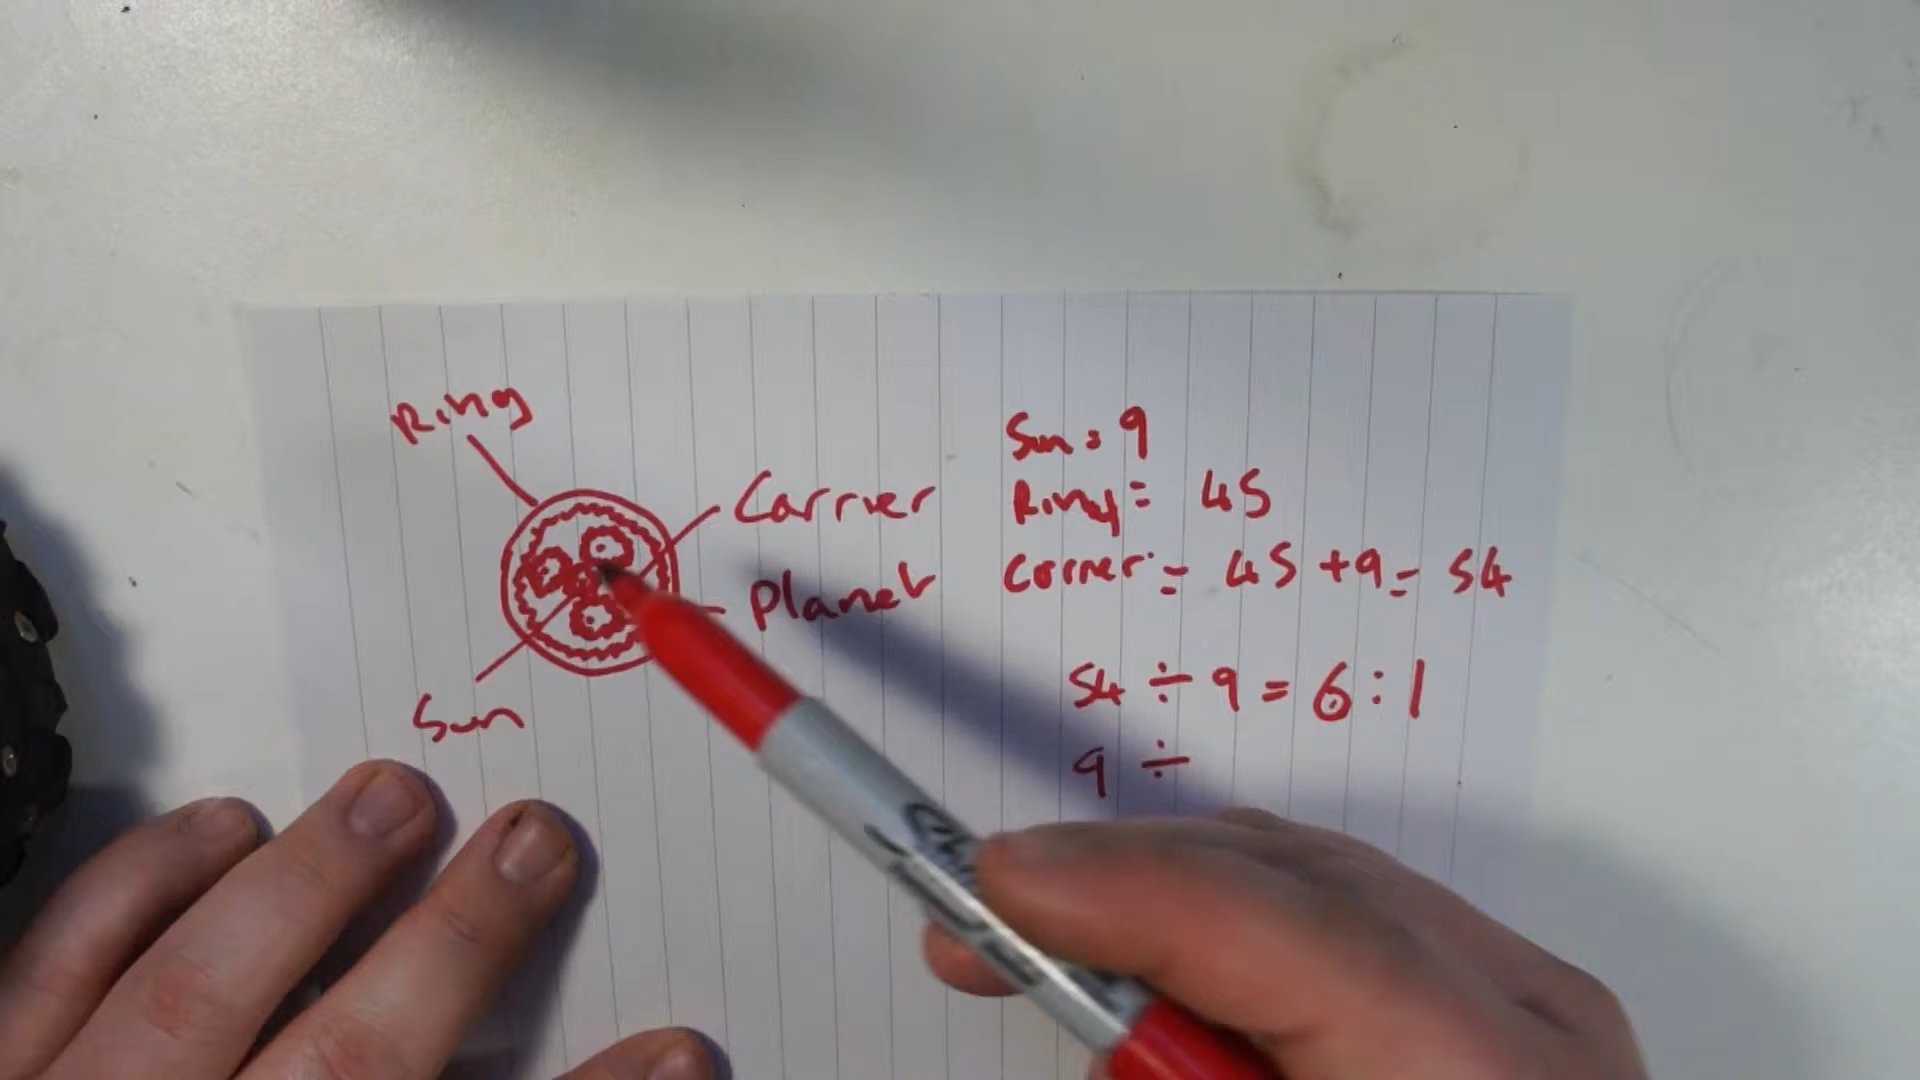 Ring
Carrier
Planet
Sun
Sun = 9
Ring = 45
Carrier = 45 + 9 = 54
54 ÷ 9 = 6 : 1
9 ÷